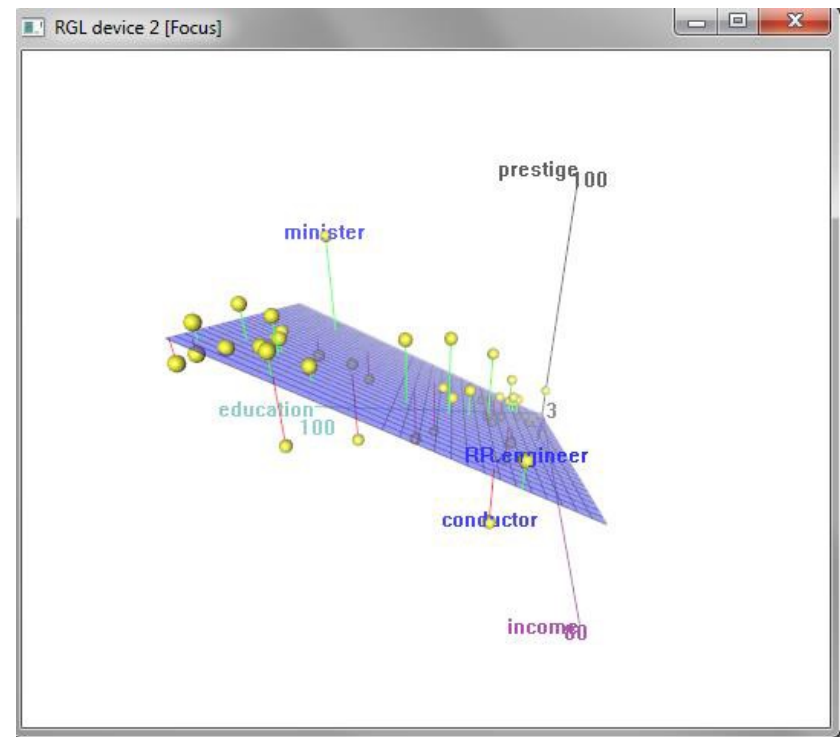 RGL device 2 [Focus]
prestige
100
minister
education
100
3
RR.engineer
conductor
income